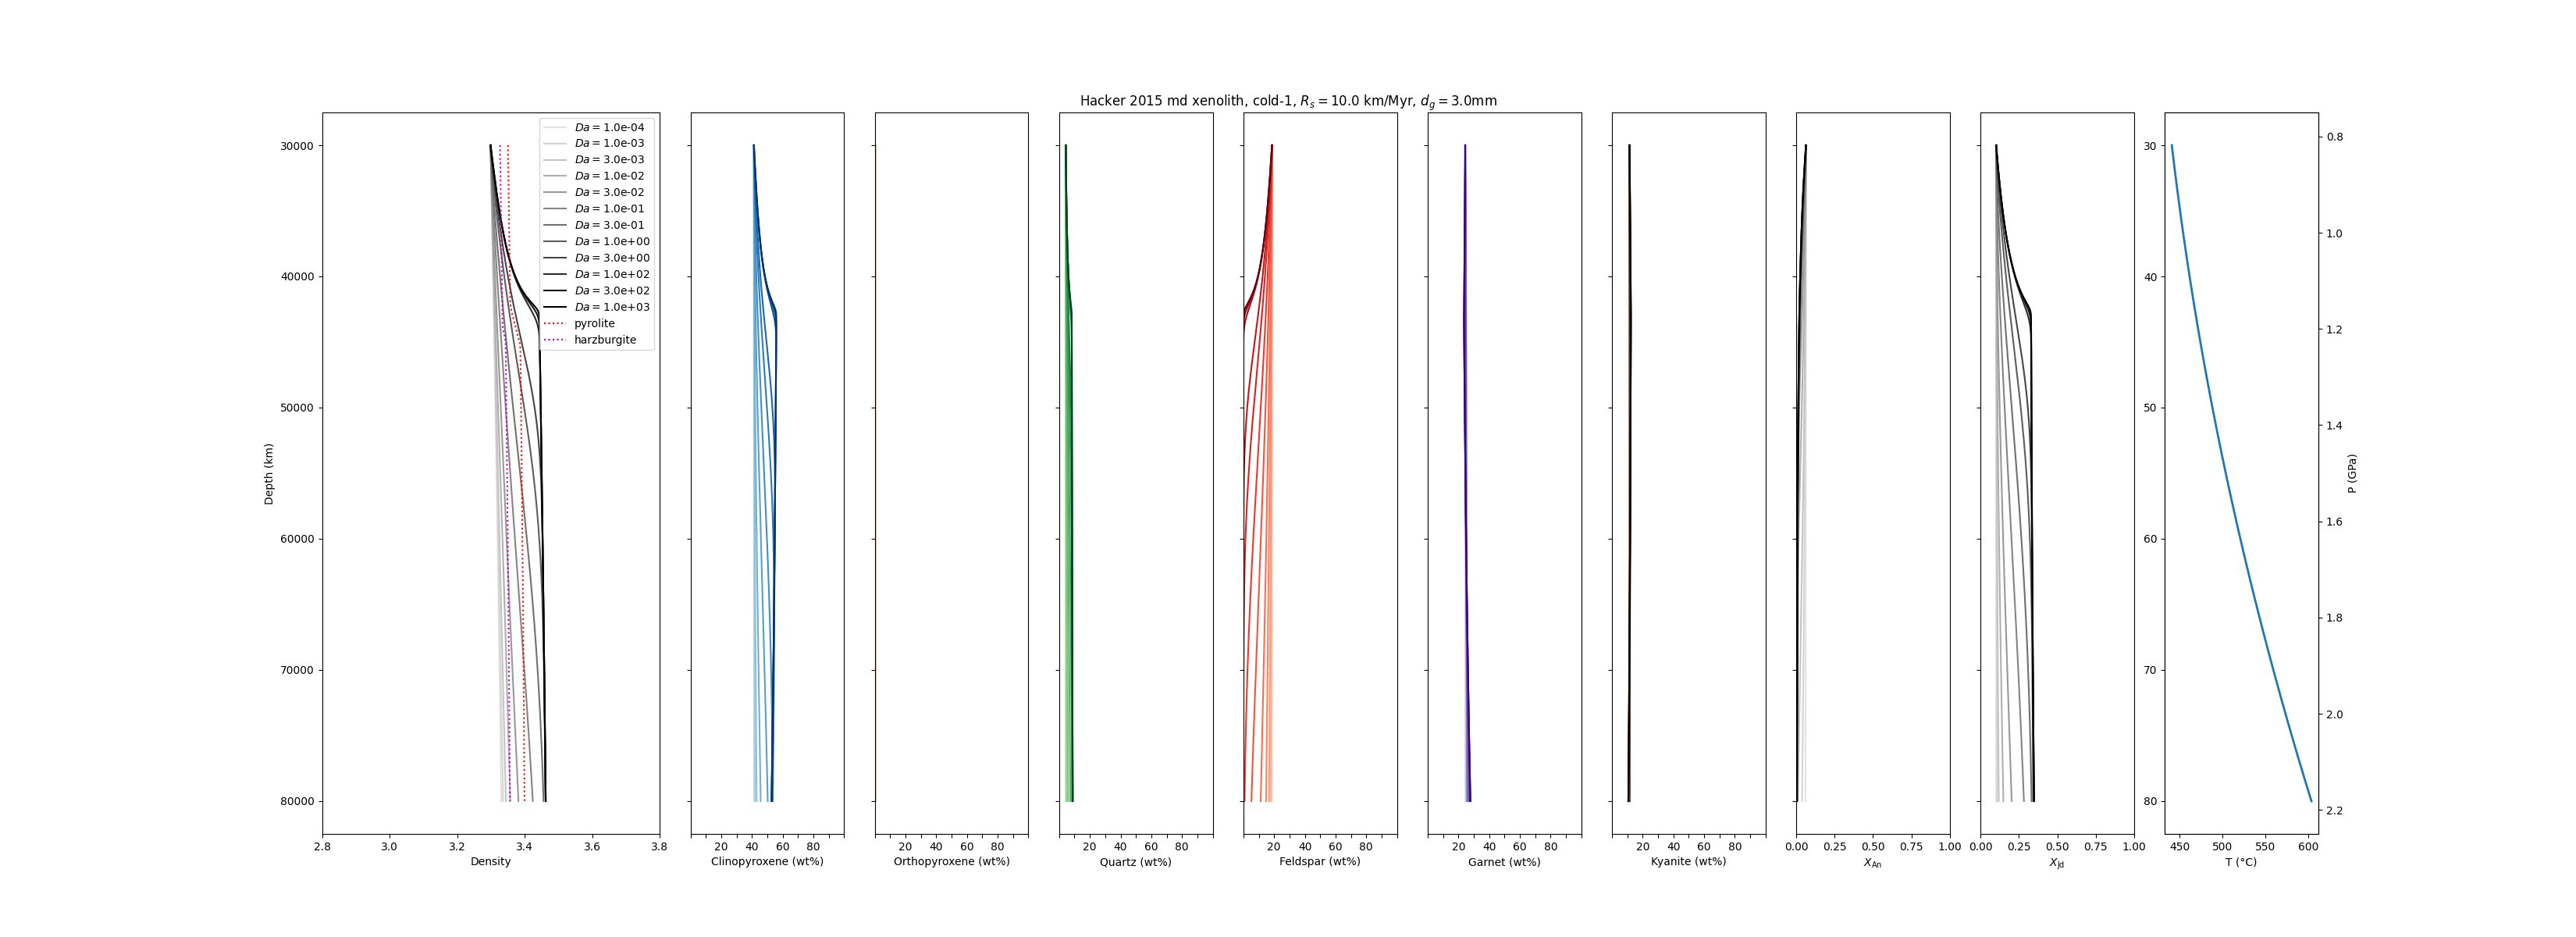 Hacker 2015 md xenolith, cold-1, R_s = 10.0 km/Myr, d_g = 3.0mm
Da = 1.0e-04
Da = 1.0e-03
Da = 3.0e-03
Da = 1.0e-02
Da = 3.0e-02
Da = 1.0e-01
Da = 3.0e-01
Da = 1.0e+00
Da = 3.0e+00
Da = 1.0e+02
Da = 3.0e+02
Da = 1.0e+03
pyrolite
harzburgite
Depth (km)
30000
40000
50000
60000
70000
80000
2.8 3.0 3.2 3.4 3.6 3.8
Density
20 40 60 80
Clinopyroxene (wt%)
20 40 60 80
Orthopyroxene (wt%)
20 40 60 80
Quartz (wt%)
20 40 60 80
Feldspar (wt%)
20 40 60 80
Garnet (wt%)
20 40 60 80
Kyanite (wt%)
0.00 0.25 0.50 0.75 1.00
X_An
0.00 0.25 0.50 0.75 1.00
X_Jd
30
40
50
60
70
80
450 500 550 600
T (°C)
0.8
1.0
1.2
1.4
1.6
1.8
2.0
2.2
P (GPa)